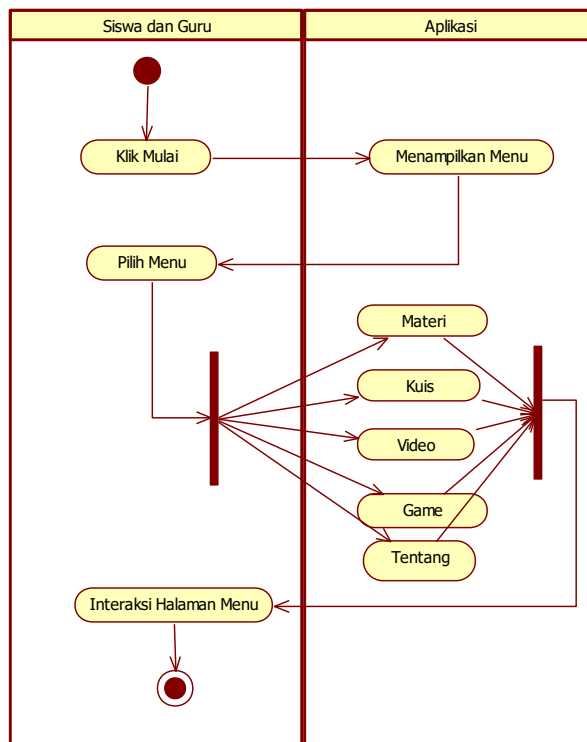 Siswa dan Guru
Aplikasi
Klik Mulai
Menampilkan Menu
Pilih Menu
Materi
Kuis
Video
Game
Tentang
Interaksi Halaman Menu